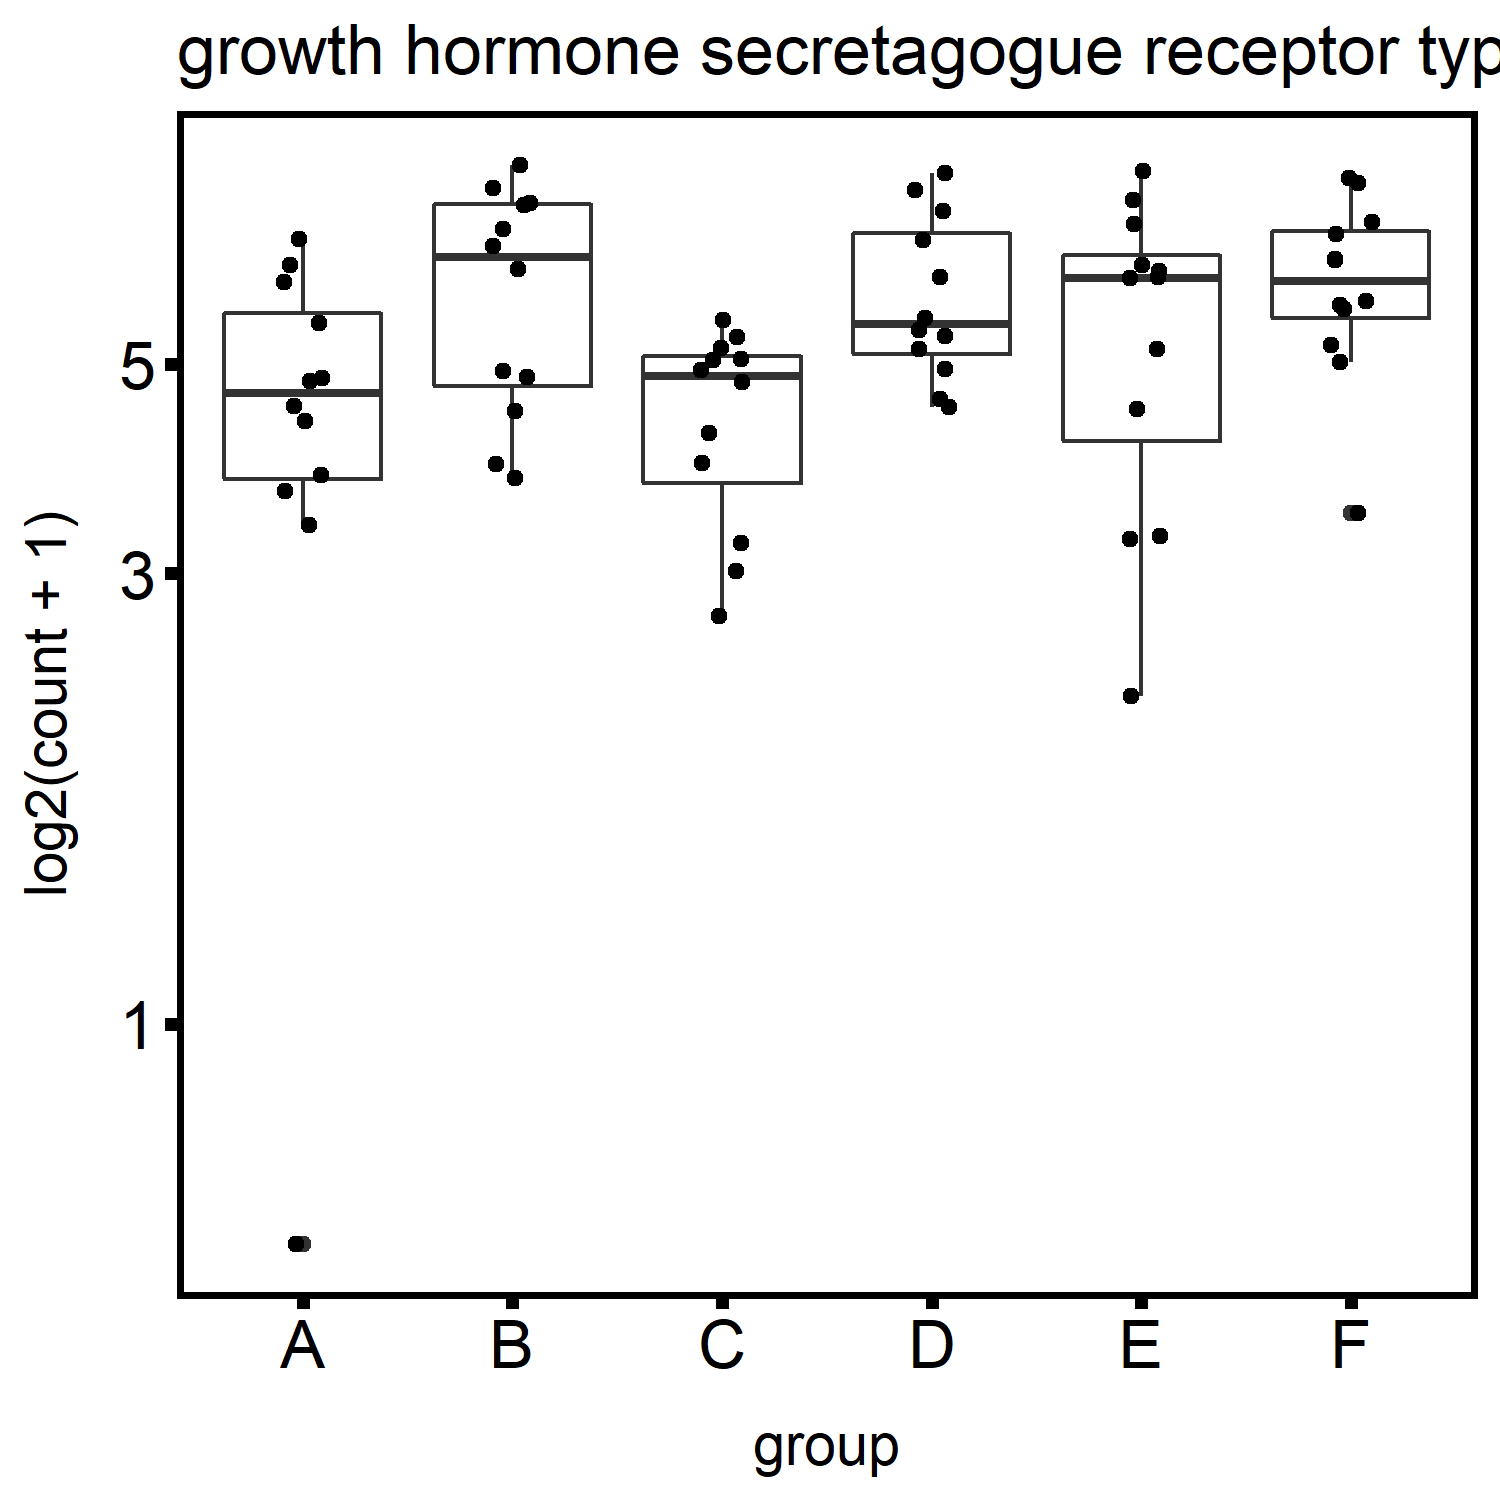 growth hormone secretagogue receptor typ
log2(count + 1)
5
3
1
A B C D E F
group